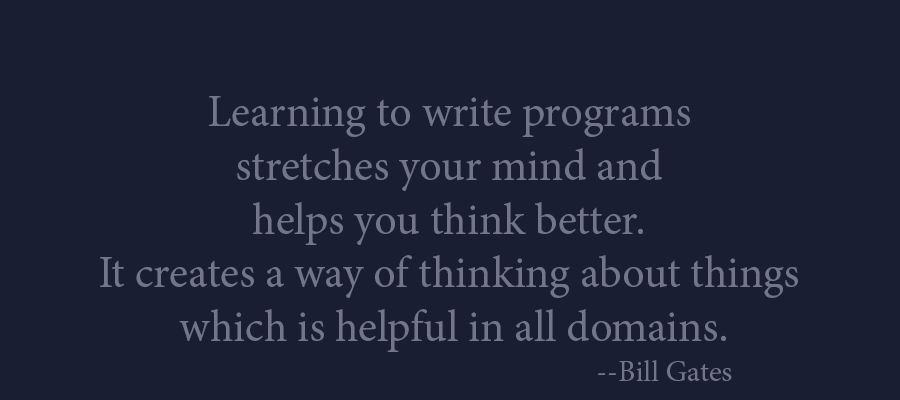 Learning to write programs
stretches your mind and
helps you think better.
It creates a way of thinking about things
which is helpful in all domains.
--Bill Gates